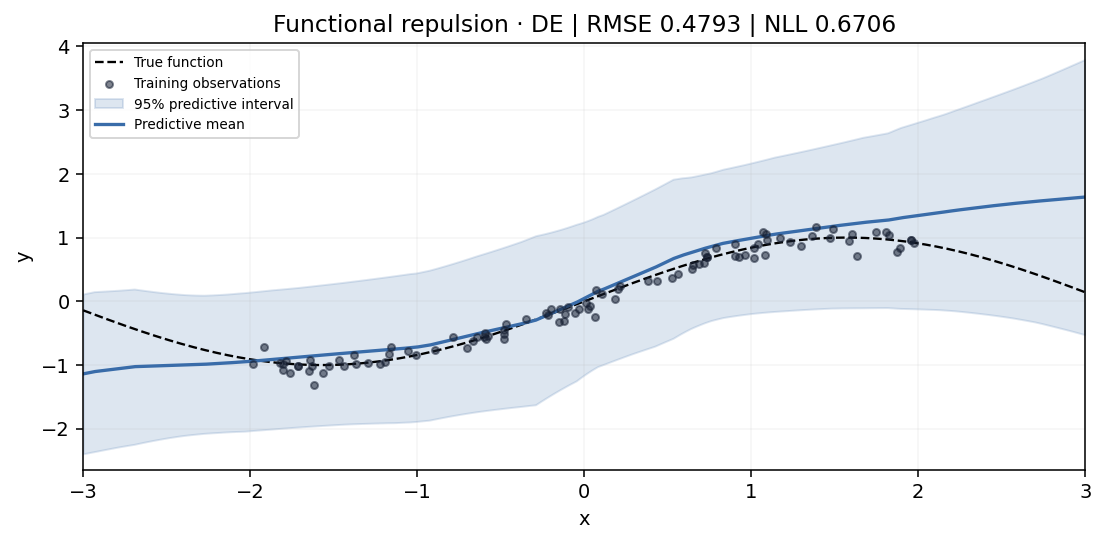 Functional repulsion · DE | RMSE 0.4793 | NLL 0.6706
True function
Training observations
95% predictive interval
Predictive mean
4
3
2
1
0
−1
−2
y
−3
−2
−1
0
1
2
3
x